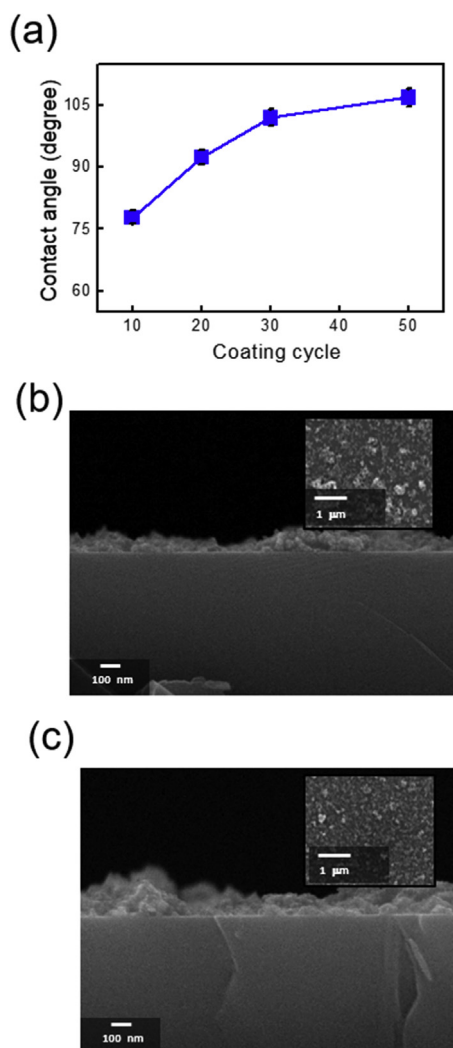 (a)
Contact angle (degree)
105
90
75
60
10 20 30 40 50
Coating cycle
(b)
1 μm
100 nm
(c)
1 μm
100 nm